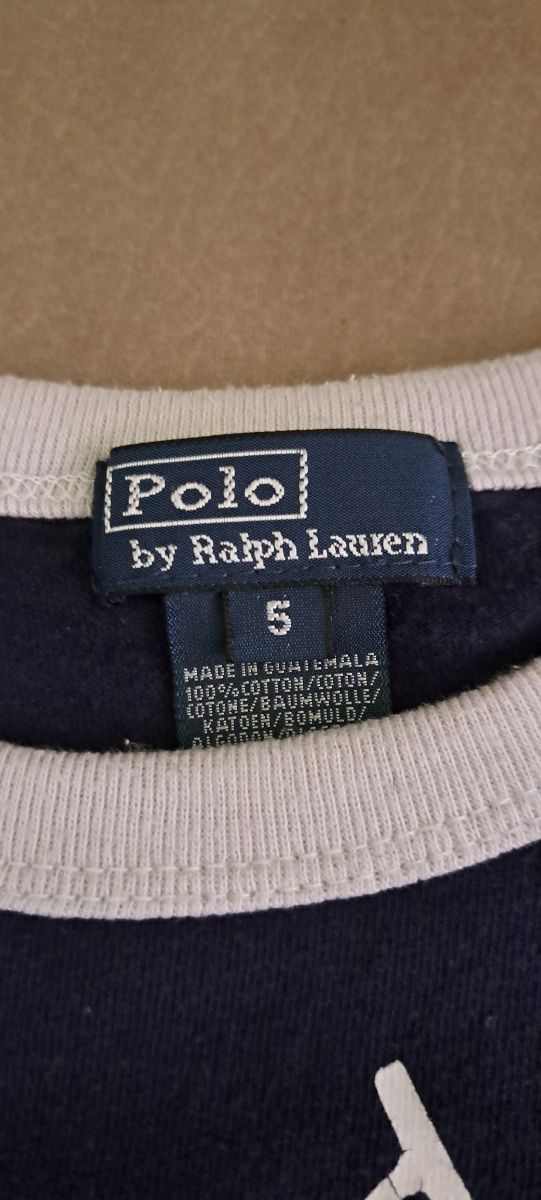 Polo
by Ralph Lauren
5
MADE IN GUATEMALA
100% COTTON/COTON/
COTONE/BAUMWOLLE/
KATOEN/BOMULD/